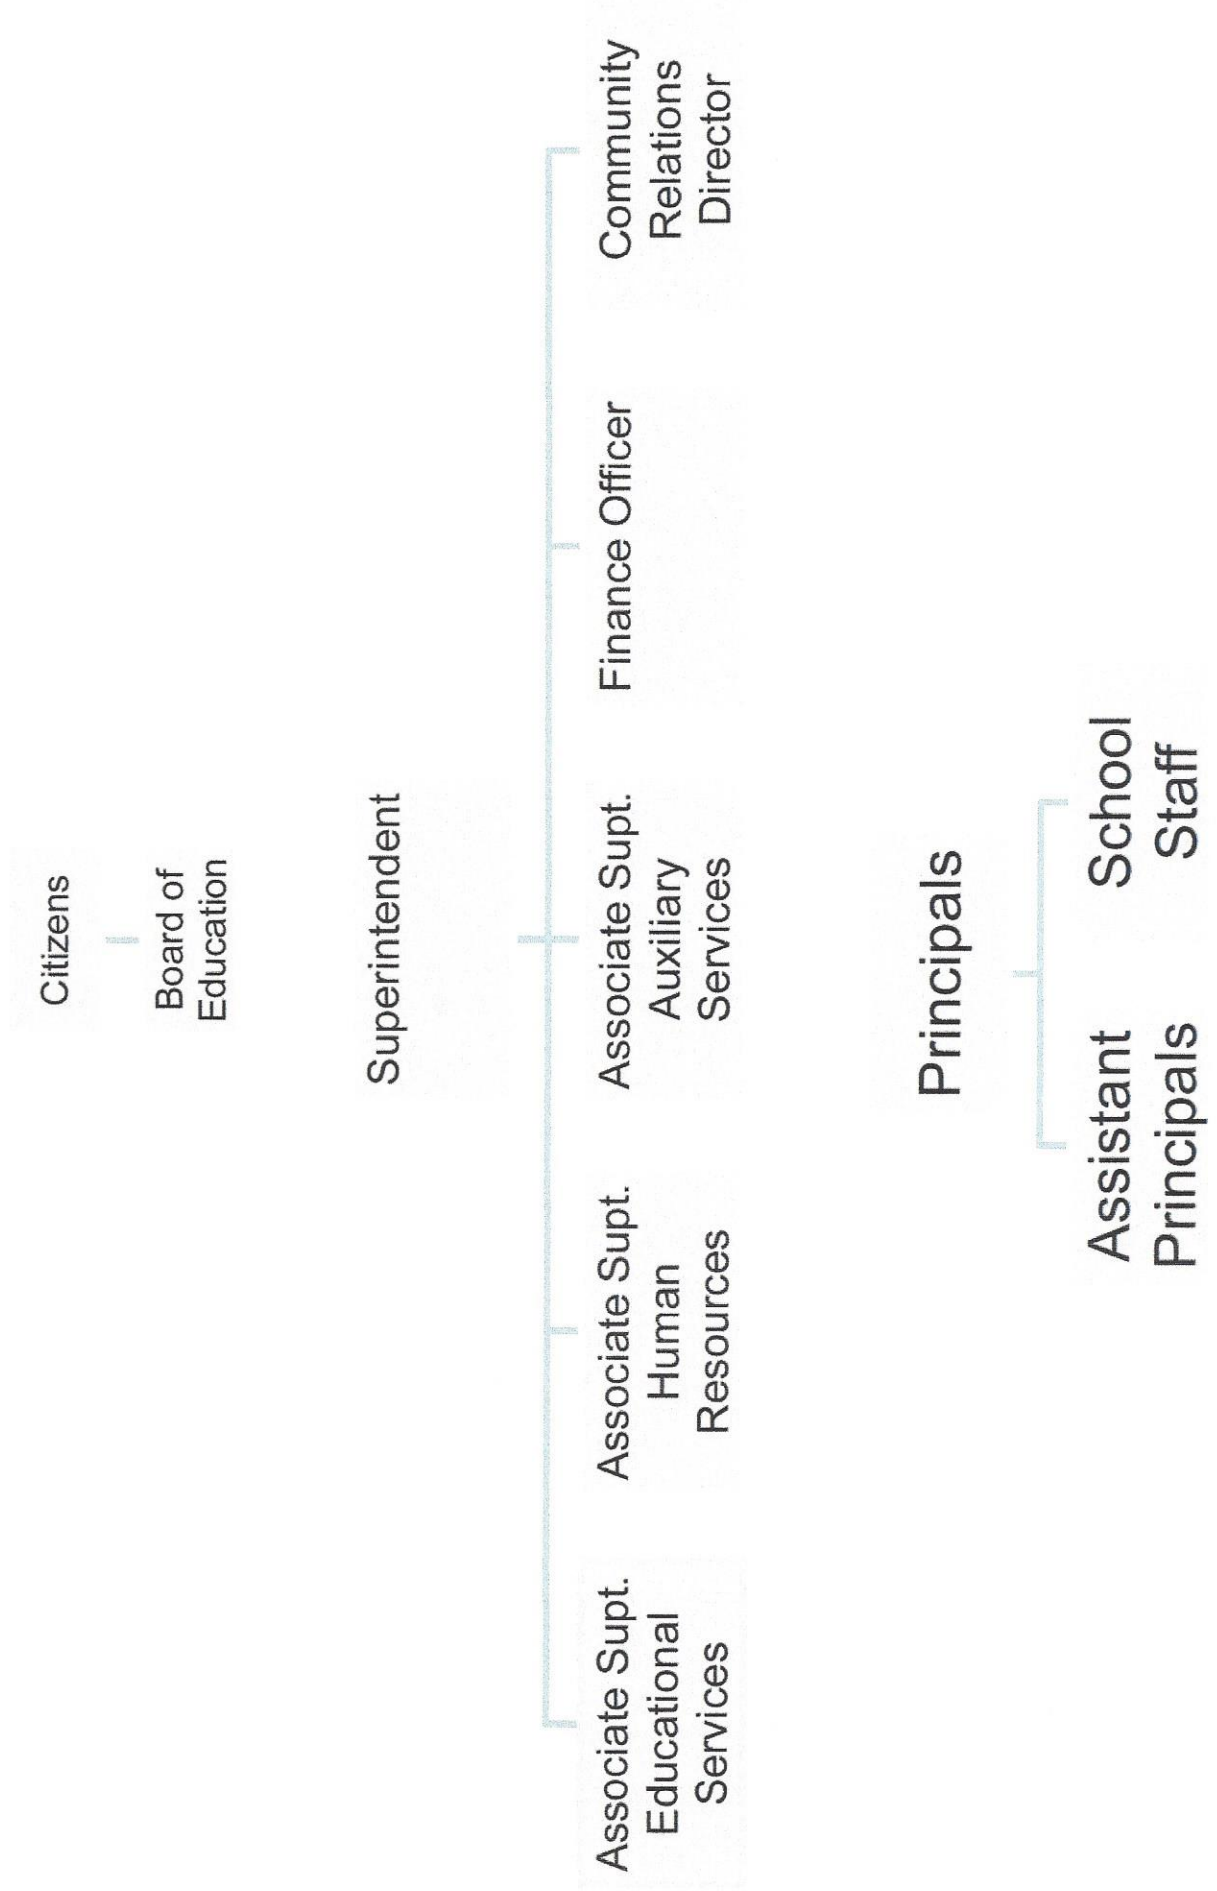 Citizens
Board of
Education
Superintendent
Associate Supt.
Educational
Services
Associate Supt.
Human
Resources
Associate Supt.
Auxiliary
Services
Finance Officer
Community
Relations
Director
Principals
Assistant
Principals
School
Staff